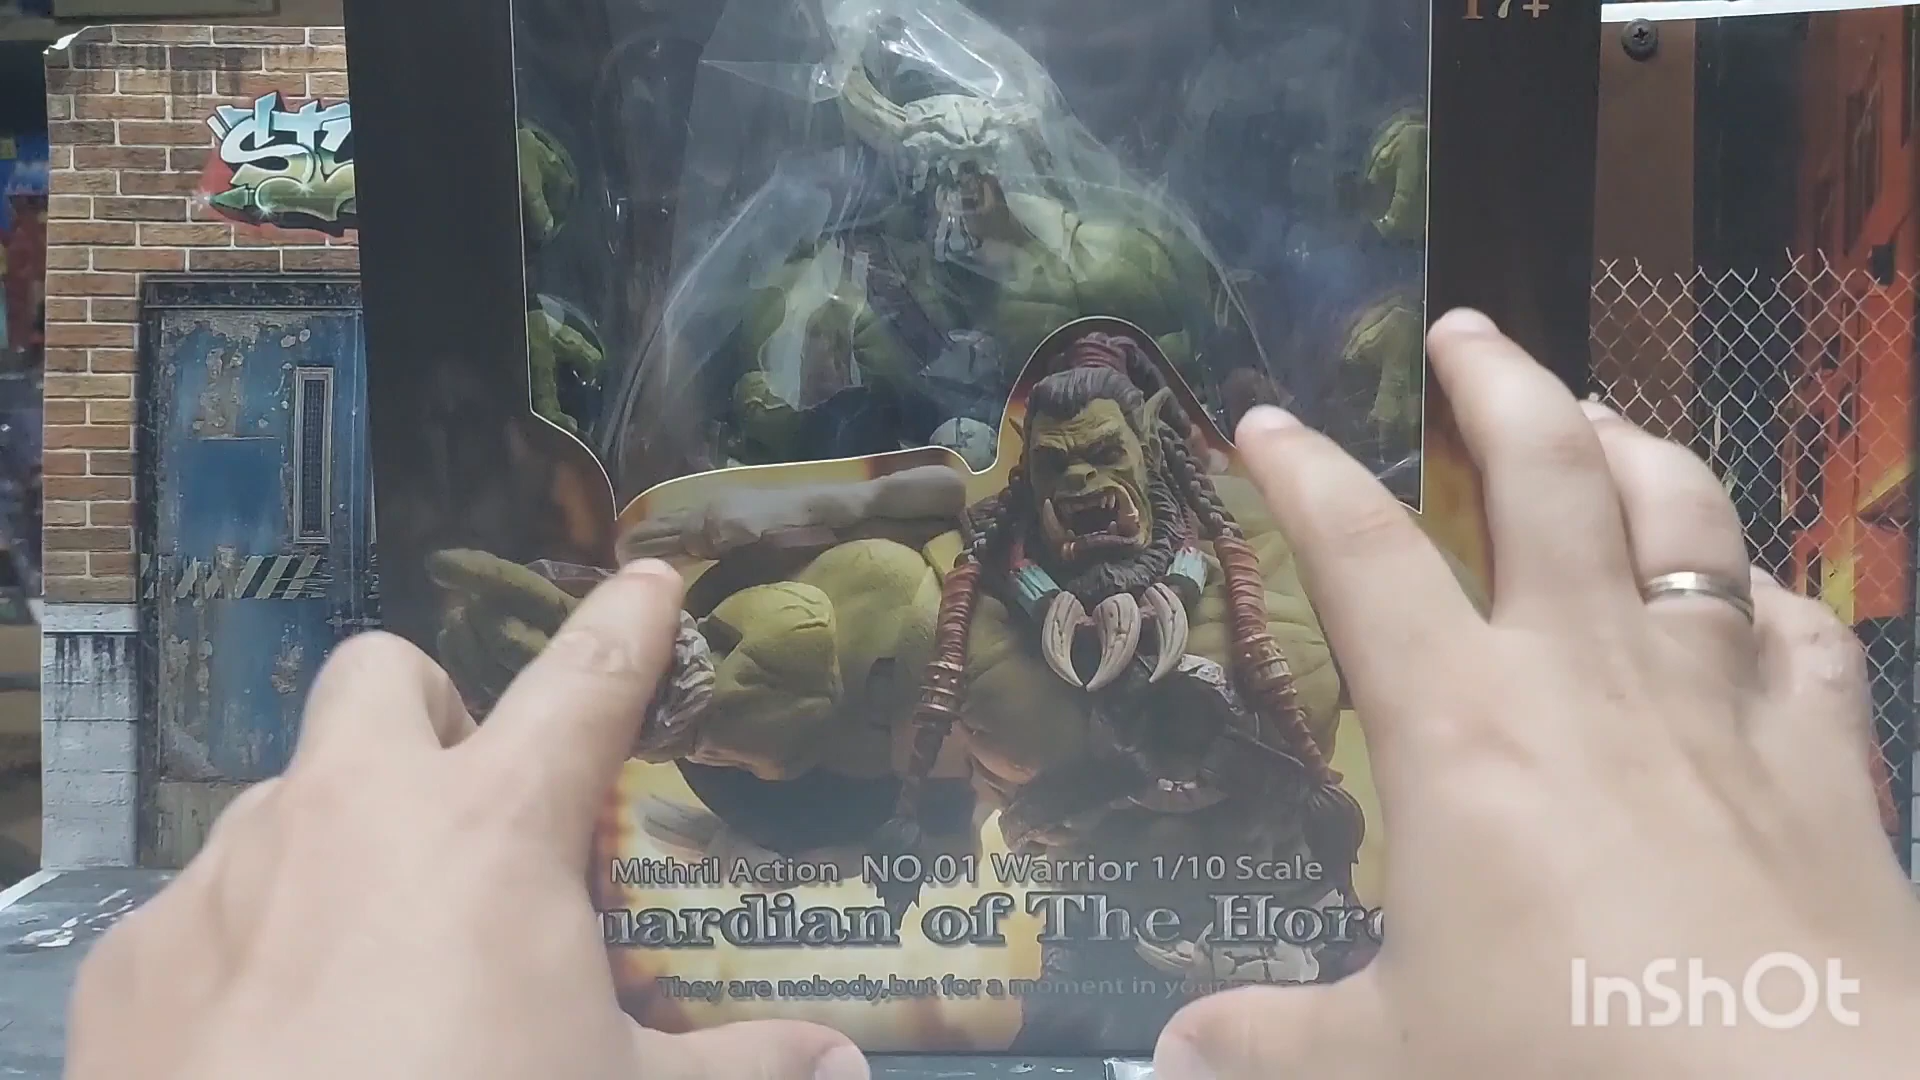 17+
Mithril Action NO.01 Warrior 1/10 Scale
uardian of The Hor
They are nobody,but for a moment in your
InShOt